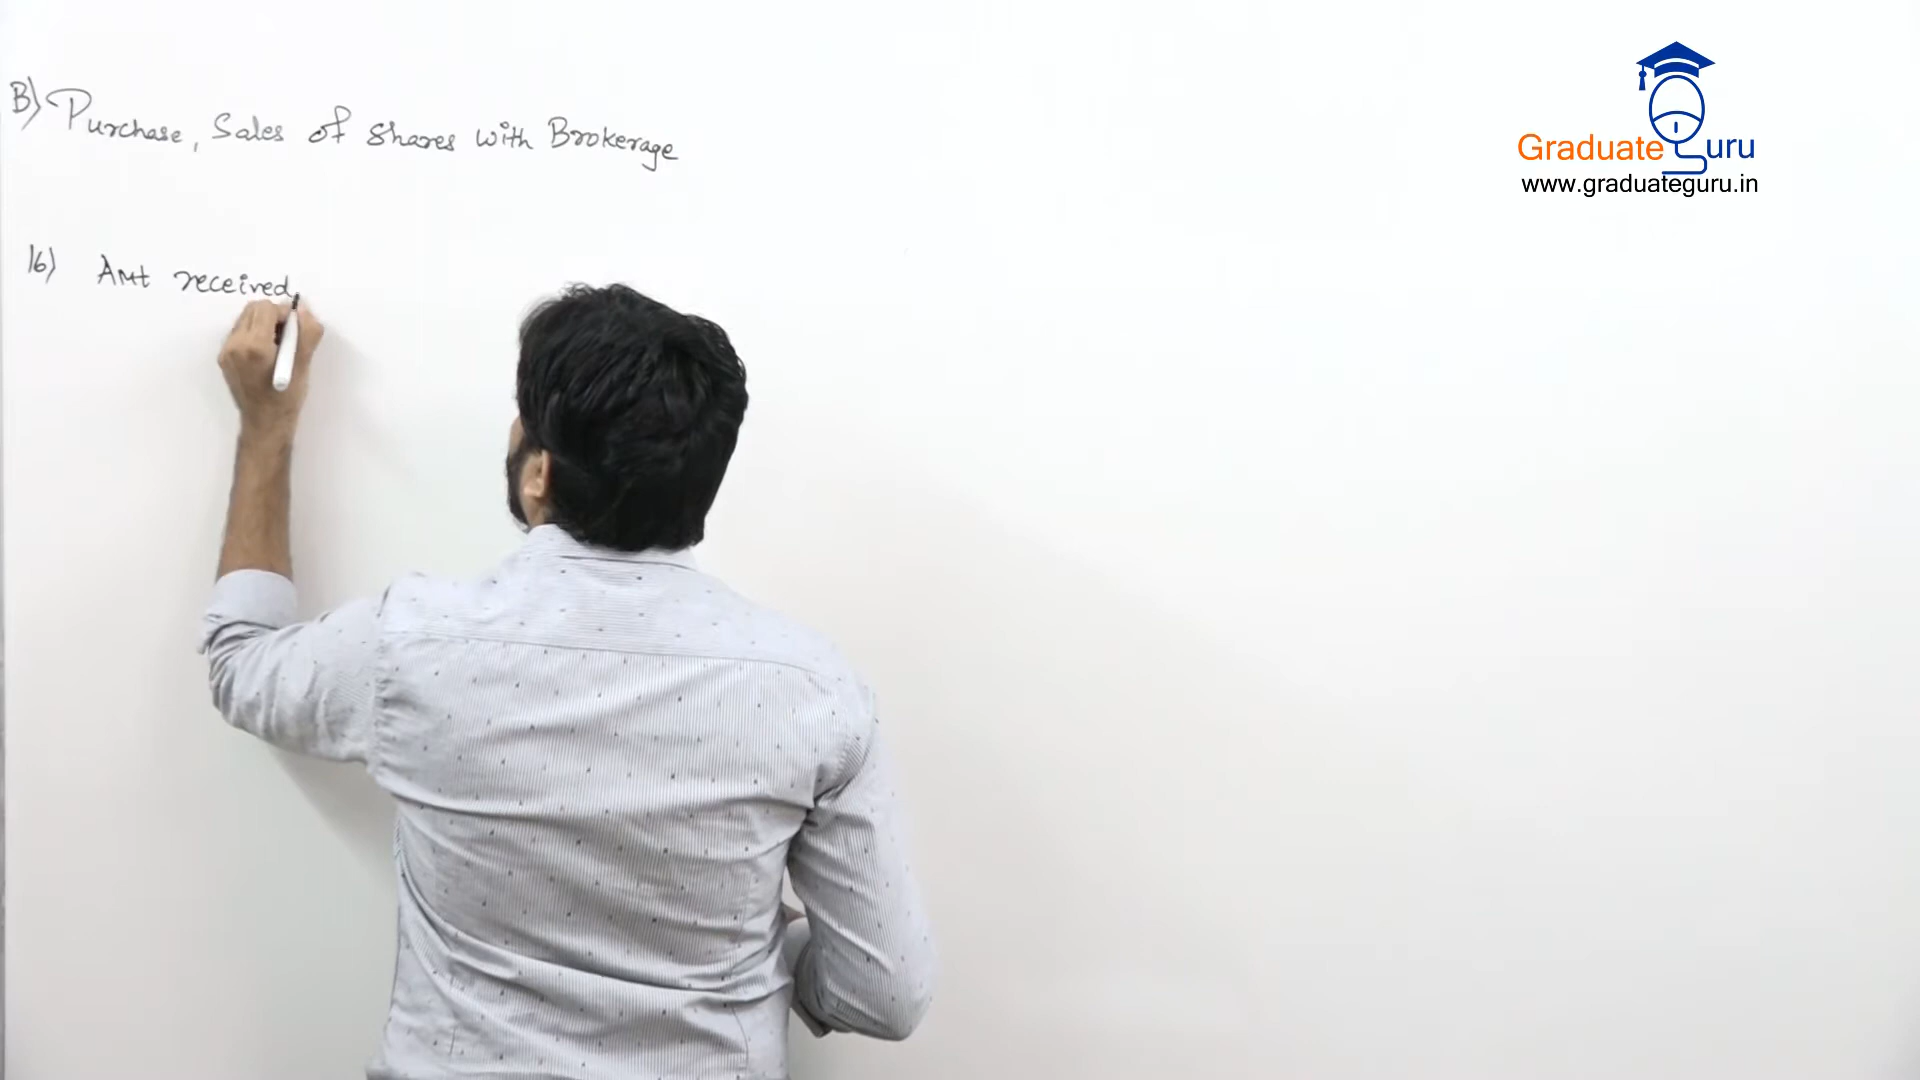 B) Purchase, Sales of shares with Brokerage
16) Amt received
Graduate Guru
www.graduateguru.in